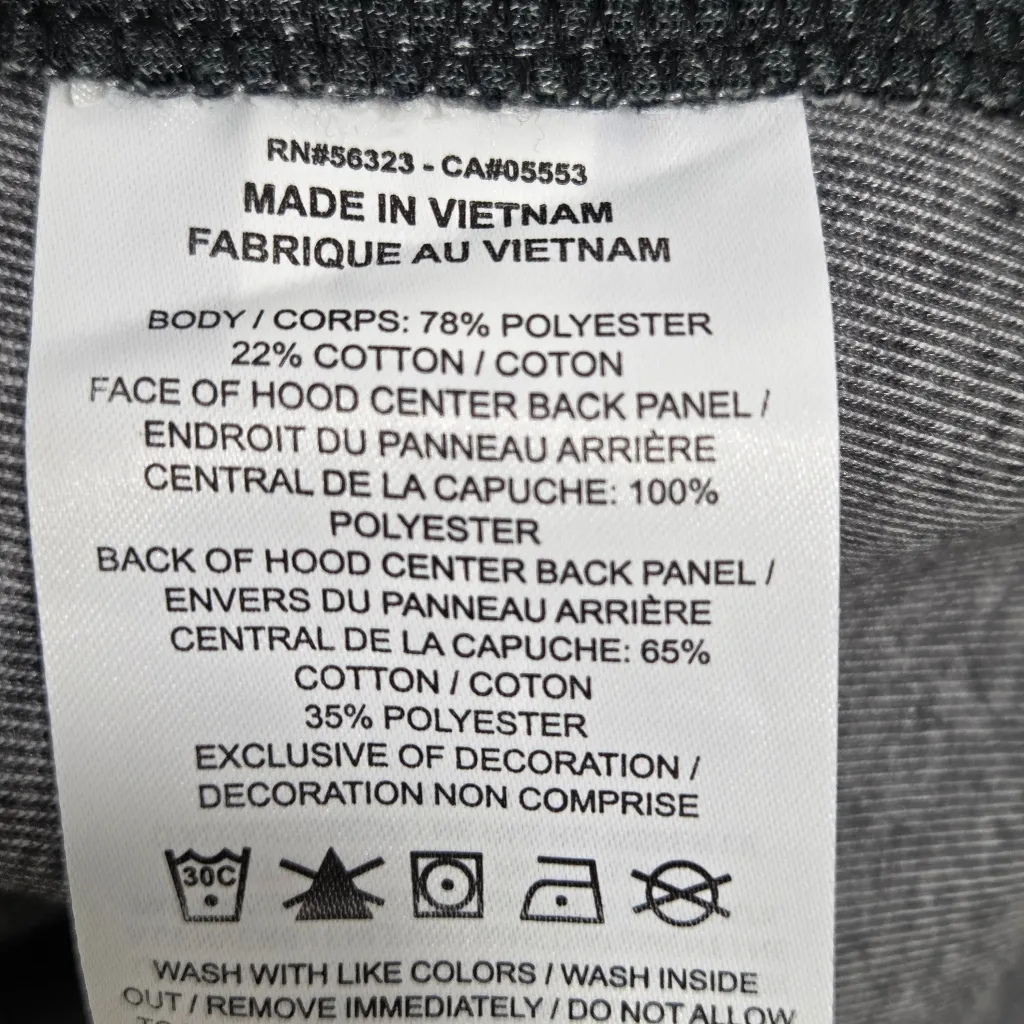 RN#56323 - CA#05553
MADE IN VIETNAM
FABRIQUE AU VIETNAM
BODY / CORPS: 78% POLYESTER
22% COTTON / COTON
FACE OF HOOD CENTER BACK PANEL /
ENDROIT DU PANNEAU ARRIÈRE
CENTRAL DE LA CAPUCHE: 100%
POLYESTER
BACK OF HOOD CENTER BACK PANEL /
ENVERS DU PANNEAU ARRIÈRE
CENTRAL DE LA CAPUCHE: 65%
COTTON / COTON
35% POLYESTER
EXCLUSIVE OF DECORATION /
DECORATION NON COMPRISE
30C
WASH WITH LIKE COLORS / WASH INSIDE
OUT / REMOVE IMMEDIATELY / DO NOT ALLOW